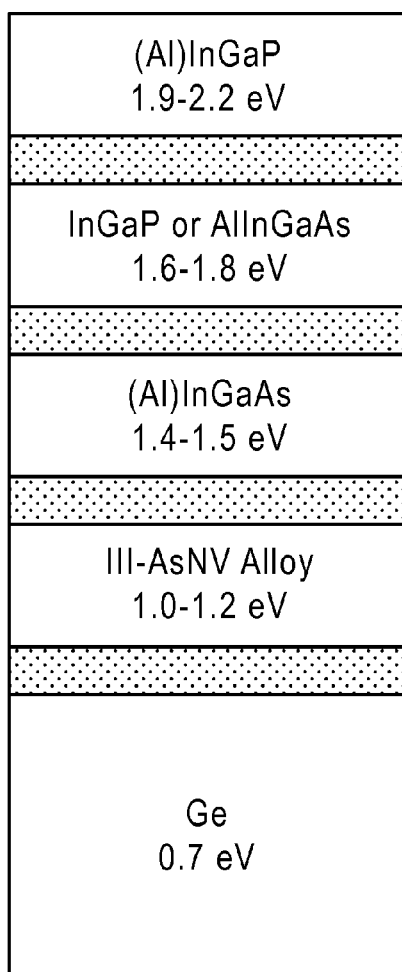 (Al)InGaP
1.9-2.2 eV
InGaP or AlInGaAs
1.6-1.8 eV
(Al)InGaAs
1.4-1.5 eV
III-AsNV Alloy
1.0-1.2 eV
Ge
0.7 eV